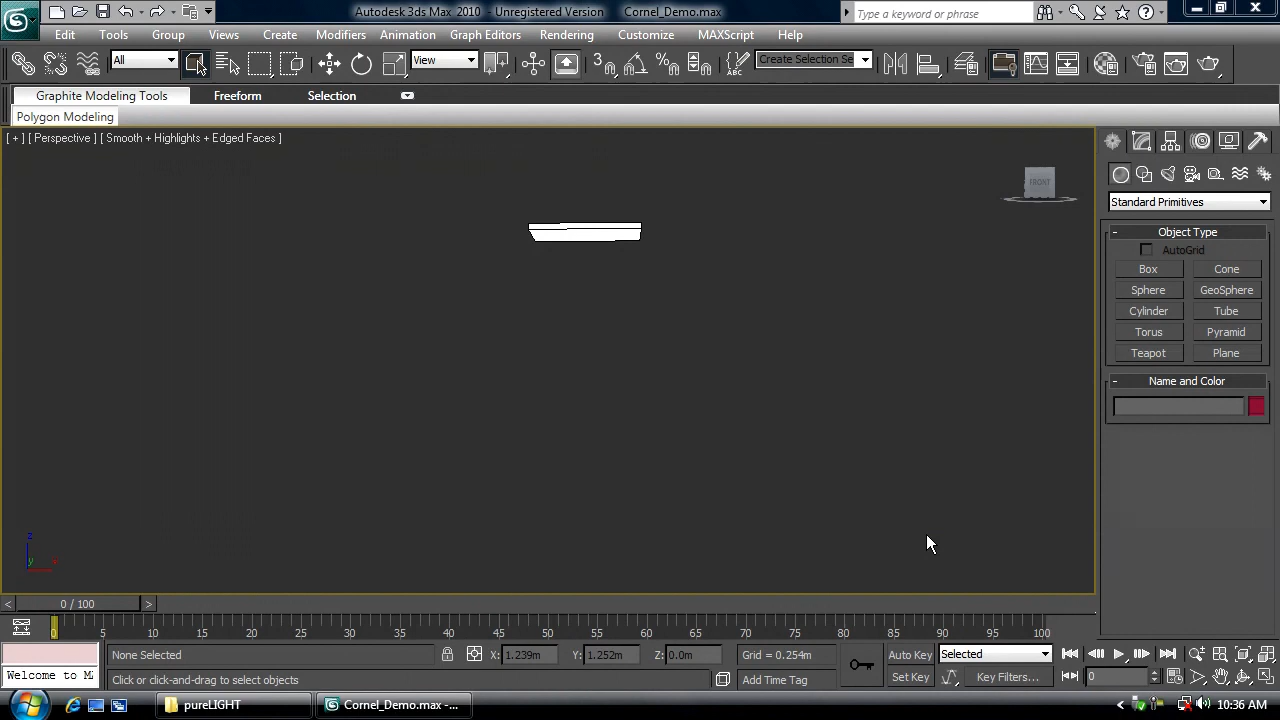 Autodesk 3ds Max 2010 - Unregistered Version Cornel_Demo.max
Type a keyword or phrase
Edit Tools Group Views Create Modifiers Animation Graph Editors Rendering Customize MAXScript Help
All View Create Selection Se
Graphite Modeling Tools Freeform Selection
Polygon Modeling
[ + ] [ Perspective ] [ Smooth + Highlights + Edged Faces ]
FRONT
Standard Primitives
- Object Type
AutoGrid
Box Cone
Sphere GeoSphere
Cylinder Tube
Torus Pyramid
Teapot Plane
- Name and Color
z
y
< 0 / 100 >
0 5 10 15 20 25 30 35 40 45 50 55 60 65 70 75 80 85 90 95 100
None Selected X: 1.239m Y: 1.252m Z: 0.0m Grid = 0.254m Auto Key Selected
Welcome to M Click or click-and-drag to select objects Add Time Tag Set Key Key Filters... 0
pureLIGHT Cornel_Demo.max -... 10:36 AM